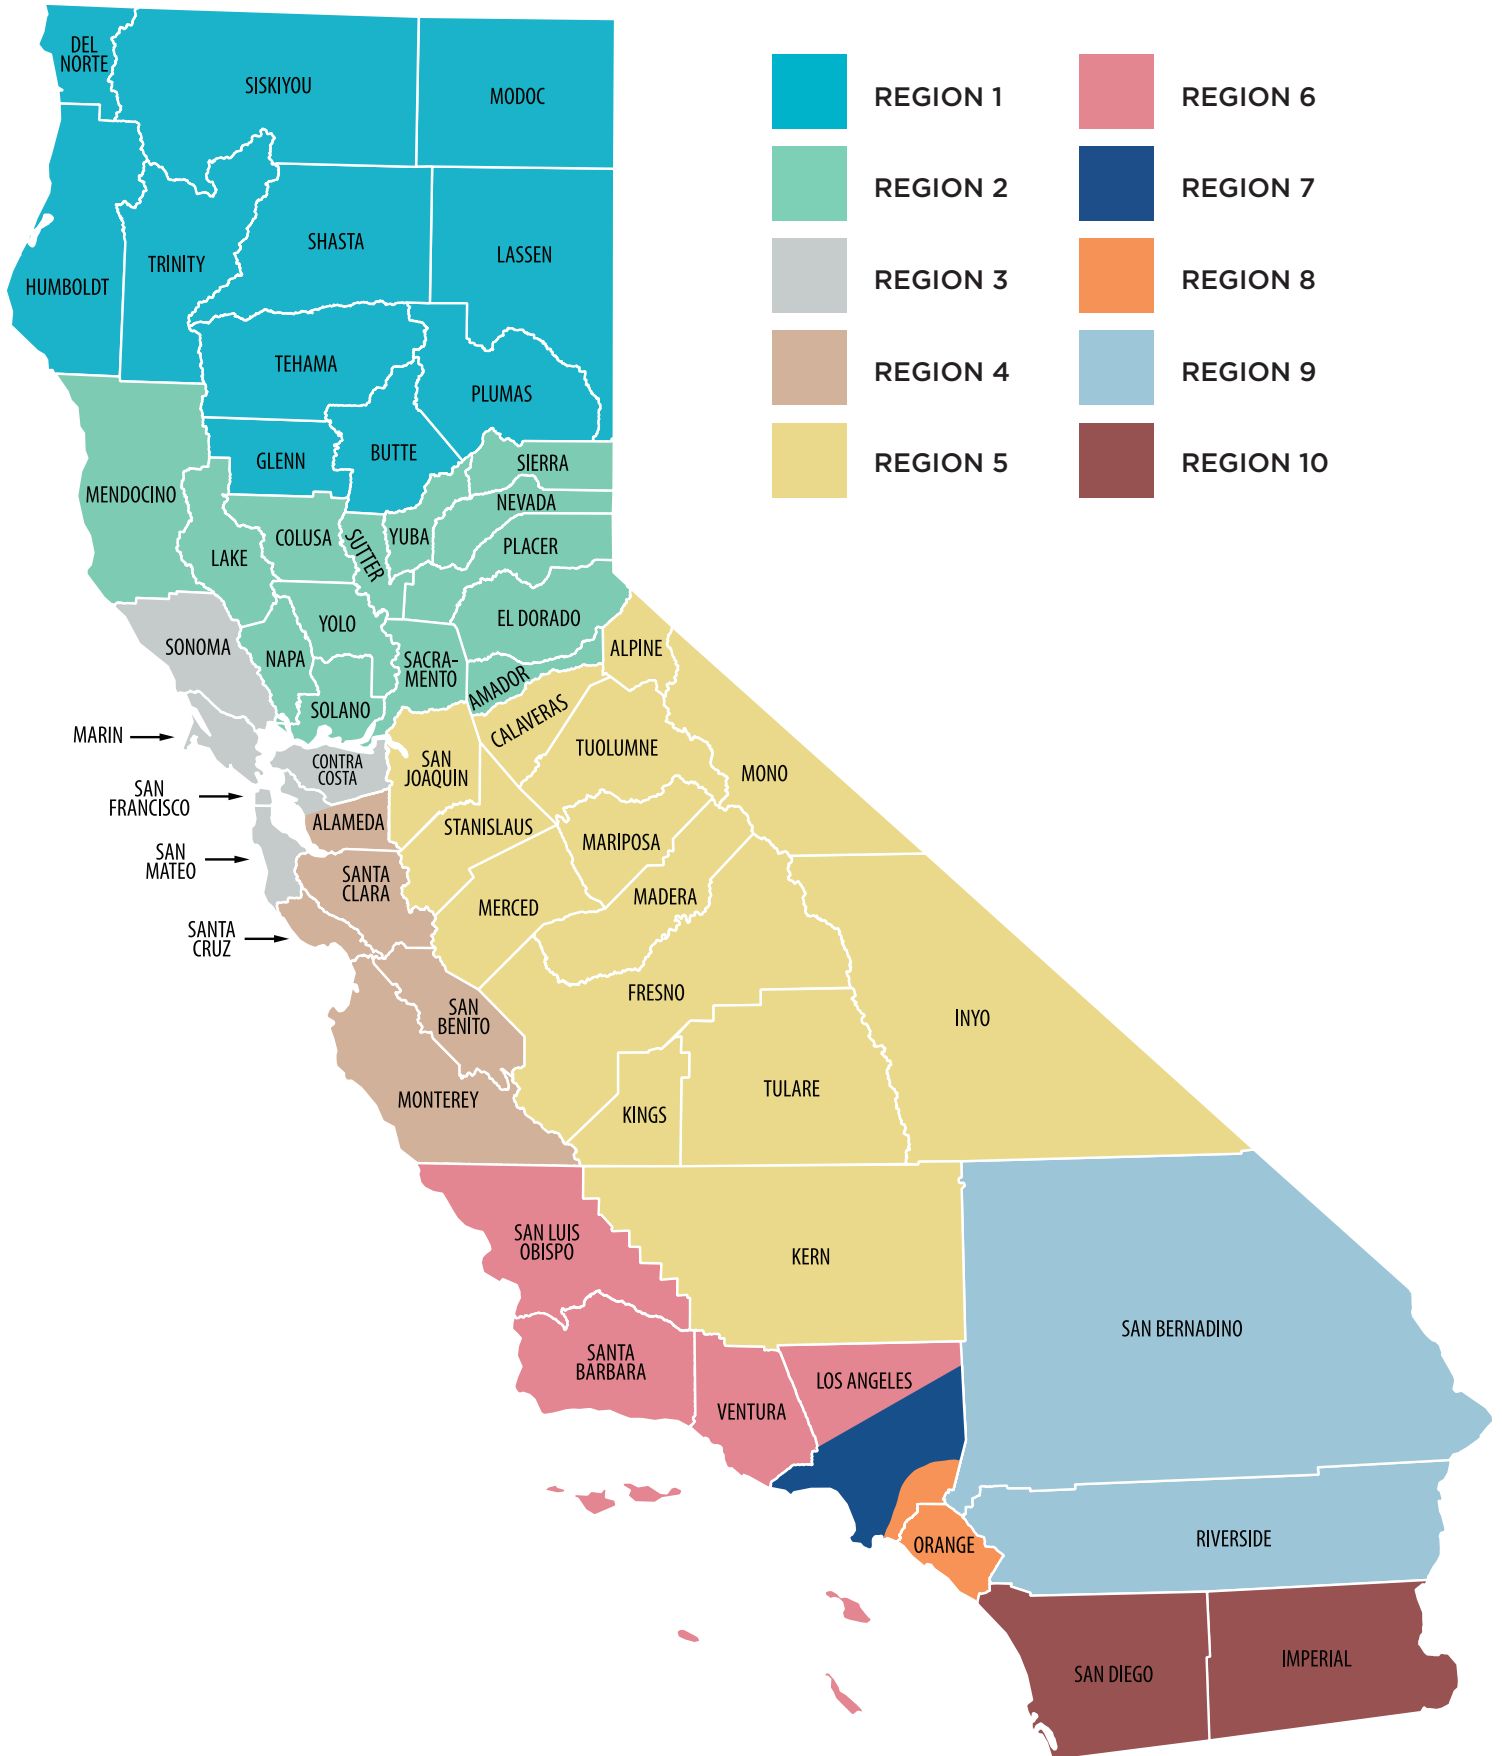 DEL
NORTE
SISKIYOU
MODOC
REGION 1
REGION 6
REGION 2
REGION 7
REGION 3
REGION 8
REGION 4
REGION 9
REGION 5
REGION 10
HUMBOLDT
TRINITY
SHASTA
LASSEN
TEHAMA
PLUMAS
GLENN
BUTTE
SIERRA
MENDOCINO
NEVADA
COLUSA
SUTTER
YUBA
PLACER
LAKE
EL DORADO
YOLO
SONOMA
NAPA
SACRA-
MENTO
ALPINE
AMADOR
SOLANO
CALAVERAS
MARIN
CONTRA
COSTA
SAN
JOAQUIN
TUOLUMNE
MONO
SAN
FRANCISCO
ALAMEDA
STANISLAUS
MARIPOSA
SAN
MATEO
SANTA
CLARA
MERCED
MADERA
SANTA
CRUZ
FRESNO
SAN
BENITO
INYO
MONTEREY
KINGS
TULARE
SAN LUIS
OBISPO
KERN
SAN BERNADINO
SANTA
BARBARA
LOS ANGELES
VENTURA
ORANGE
RIVERSIDE
SAN DIEGO
IMPERIAL